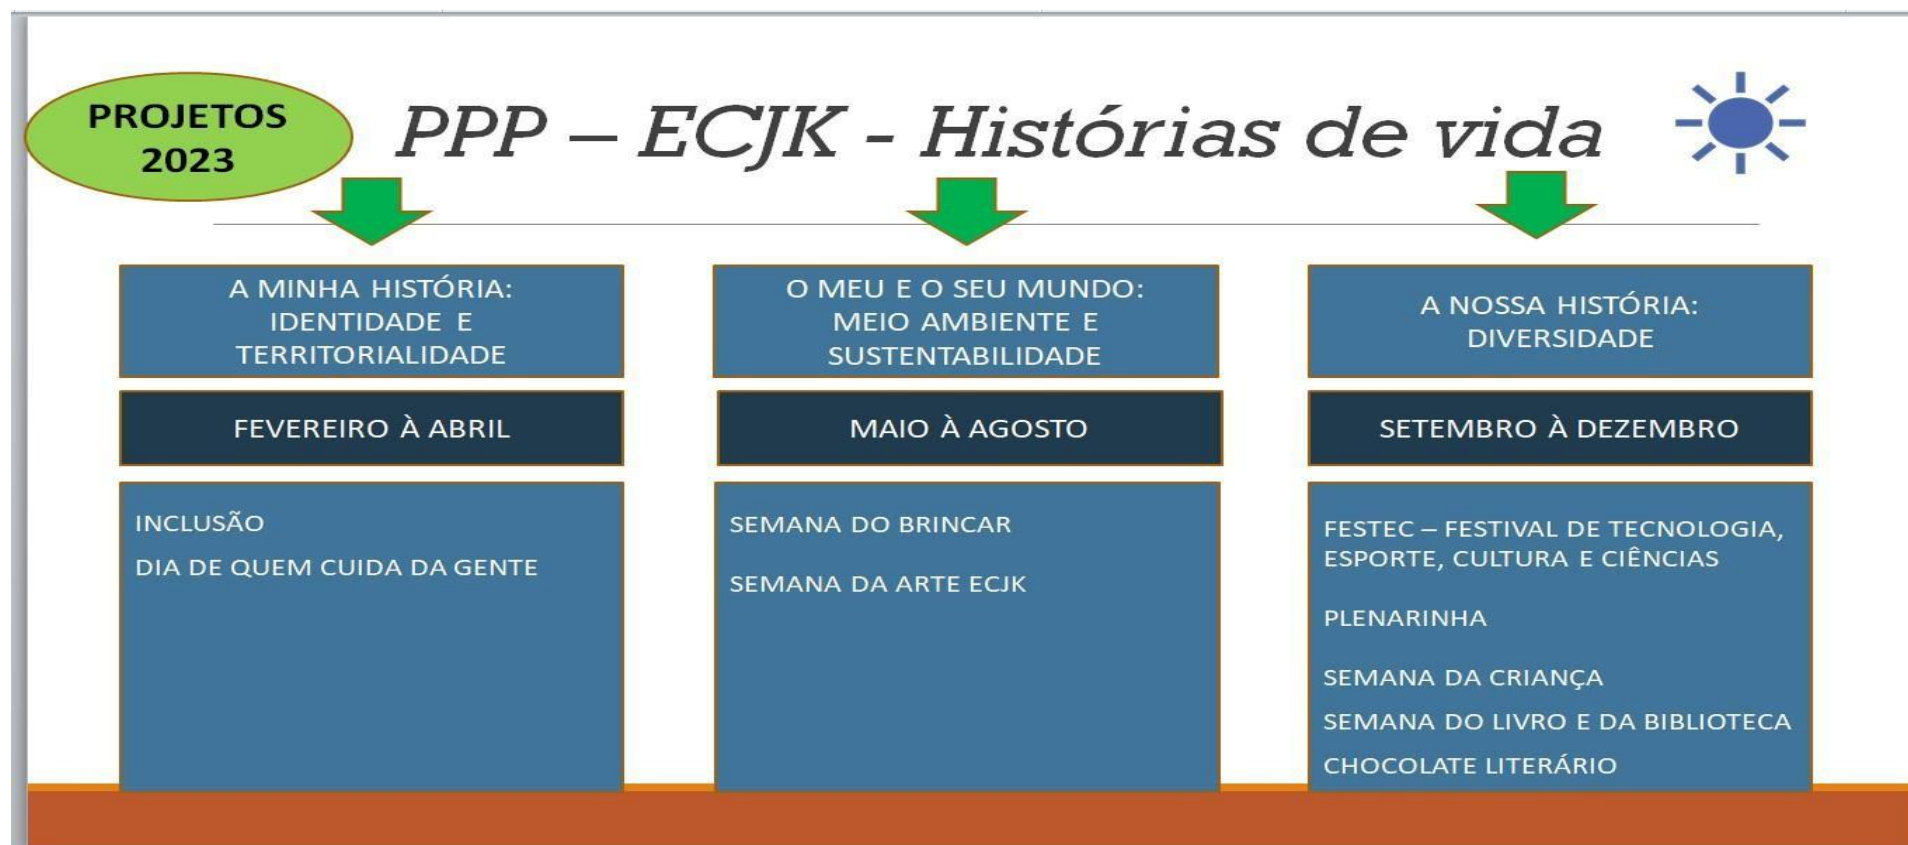 PROJETOS
2023
PPP – ECJK - Histórias de vida
A MINHA HISTÓRIA:
IDENTIDADE E
TERRITORIALIDADE
FEVEREIRO À ABRIL
INCLUSÃO
DIA DE QUEM CUIDA DA GENTE
O MEU E O SEU MUNDO:
MEIO AMBIENTE E
SUSTENTABILIDADE
MAIO À AGOSTO
SEMANA DO BRINCAR
SEMANA DA ARTE ECJK
A NOSSA HISTÓRIA:
DIVERSIDADE
SETEMBRO À DEZEMBRO
FESTEC – FESTIVAL DE TECNOLOGIA,
ESPORTE, CULTURA E CIÊNCIAS
PLENARINHA
SEMANA DA CRIANÇA
SEMANA DO LIVRO E DA BIBLIOTECA
CHOCOLATE LITERÁRIO